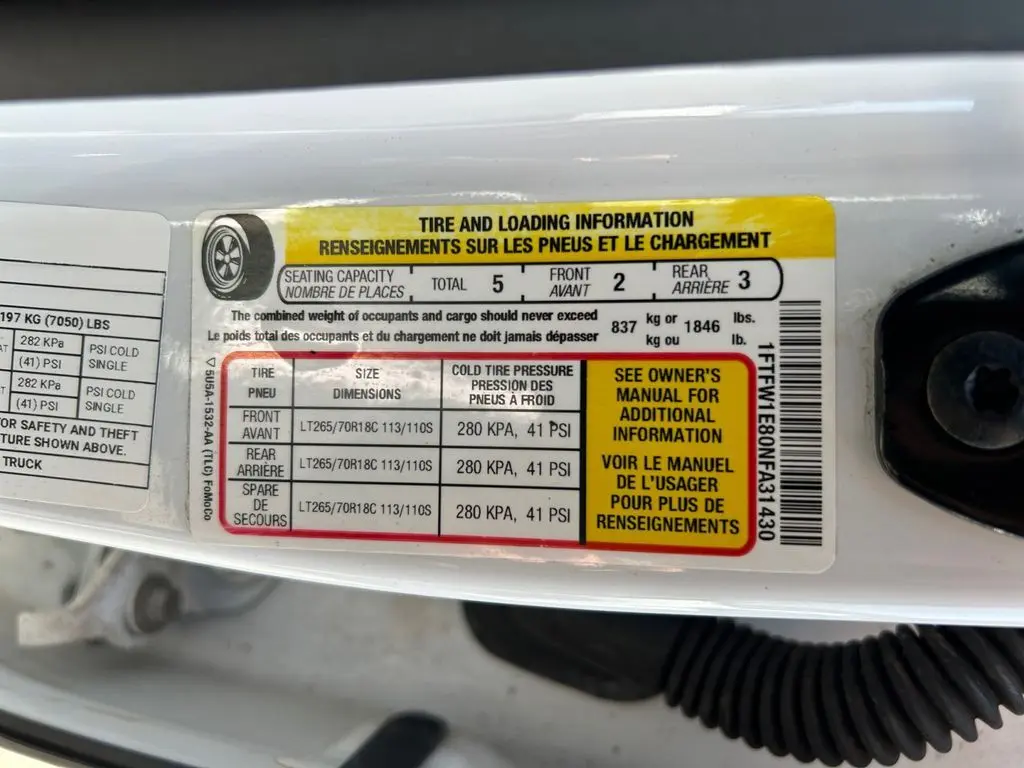 197 KG (7050) LBS
282 KPa
(41) PSI
PSI COLD
SINGLE
282 KPa
(41) PSI
PSI COLD
SINGLE
FOR SAFETY AND THEFT
SHOWN ABOVE.
TRUCK
TIRE AND LOADING INFORMATION
RENSEIGNEMENTS SUR LES PNEUS ET LE CHARGEMENT
SEATING CAPACITY
NOMBRE DE PLACES
TOTAL 5
FRONT
AVANT
2
REAR
ARRIÈRE
3
The combined weight of occupants and cargo should never exceed
Le poids total des occupants et du chargement ne doit jamais dépasser
837
kg or
kg ou
1846
lbs.
lb.
TIRE
PNEU
SIZE
DIMENSIONS
COLD TIRE PRESSURE
PRESSION DES
PNEUS À FROID
FRONT
AVANT
LT265/70R18C 113/110S
280 KPA, 41 PSI
REAR
ARRIÈRE
LT265/70R18C 113/110S
280 KPA, 41 PSI
SPARE
DE
SECOURS
LT265/70R18C 113/110S
280 KPA, 41 PSI
SEE OWNER'S
MANUAL FOR
ADDITIONAL
INFORMATION
VOIR LE MANUEL
DE L'USAGER
POUR PLUS DE
RENSEIGNEMENTS
5U5A-1532-AA (TLC) FoMoCo
1FTFW1E80NFA31430